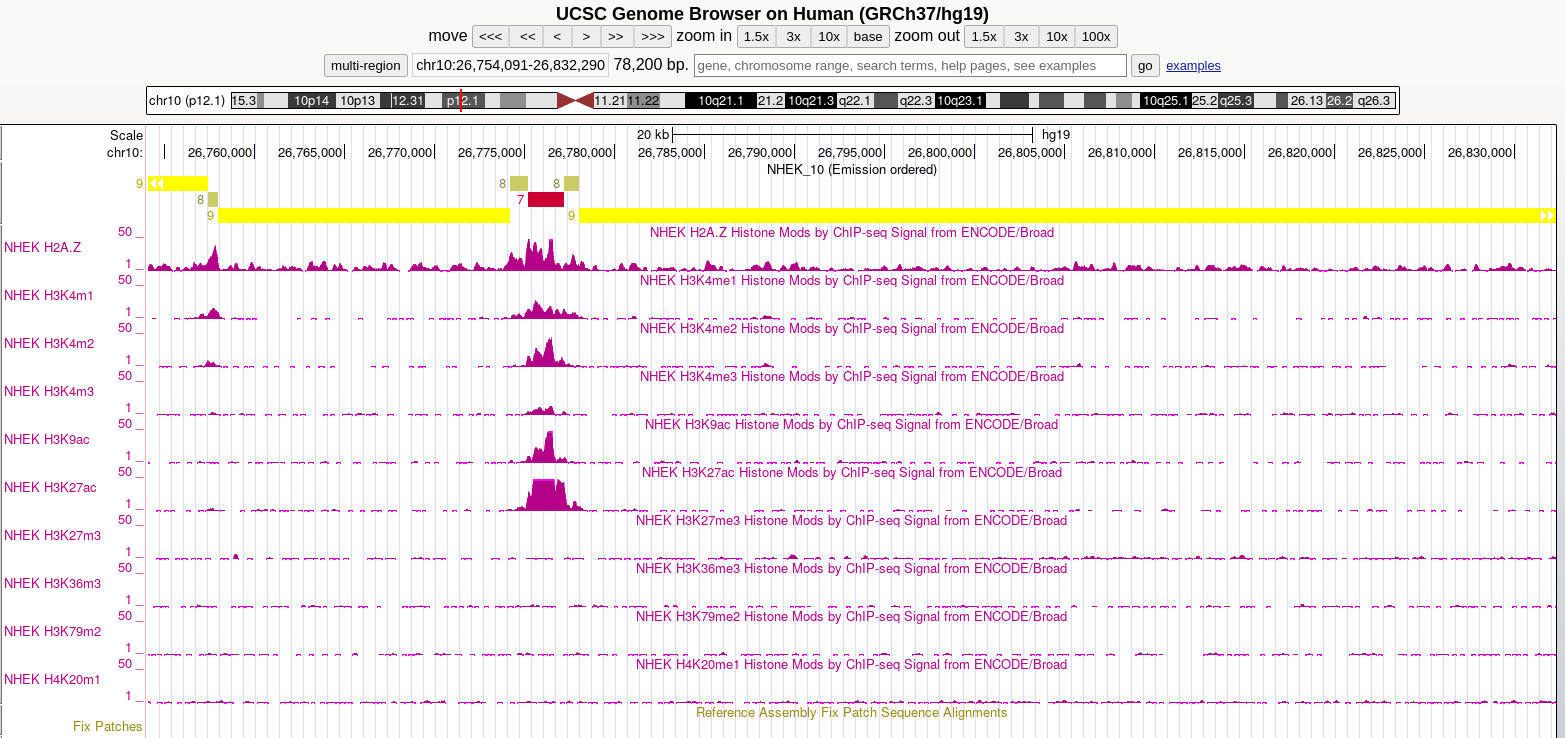 UCSC Genome Browser on Human (GRCh37/hg19)
move <<< << < > >> >>> zoom in 1.5x 3x 10x base zoom out 1.5x 3x 10x 100x
multi-region chr10:26,754,091-26,832,290 78,200 bp. gene, chromosome range, search terms, help pages, see examples go examples
chr10 (p12.1) 15.3 10p14 10p13 12.31 p12.1 11.21 11.22 10q21.1 21.2 10q21.3 q22.1 q22.3 10q23.1 10q25.1 25.2 q25.3 26.13 26.2 q26.3
Scale 20 kb hg19
chr10: 26,760,000 26,765,000 26,770,000 26,775,000 26,780,000 26,785,000 26,790,000 26,795,000 26,800,000 26,805,000 26,810,000 26,815,000 26,820,000 26,825,000 26,830,000
NHEK_10 (Emission ordered)
9 8 8
8 7
9 9
50 _ NHEK H2A.Z Histone Mods by ChIP-seq Signal from ENCODE/Broad
NHEK H2A.Z
1 _
50 _ NHEK H3K4me1 Histone Mods by ChIP-seq Signal from ENCODE/Broad
NHEK H3K4m1
1 _
50 _ NHEK H3K4me2 Histone Mods by ChIP-seq Signal from ENCODE/Broad
NHEK H3K4m2
1 _
50 _ NHEK H3K4me3 Histone Mods by ChIP-seq Signal from ENCODE/Broad
NHEK H3K4m3
1 _
50 _ NHEK H3K9ac Histone Mods by ChIP-seq Signal from ENCODE/Broad
NHEK H3K9ac
1 _
50 _ NHEK H3K27ac Histone Mods by ChIP-seq Signal from ENCODE/Broad
NHEK H3K27ac
1 _
50 _ NHEK H3K27me3 Histone Mods by ChIP-seq Signal from ENCODE/Broad
NHEK H3K27m3
1 _
50 _ NHEK H3K36me3 Histone Mods by ChIP-seq Signal from ENCODE/Broad
NHEK H3K36m3
1 _
50 _ NHEK H3K79me2 Histone Mods by ChIP-seq Signal from ENCODE/Broad
NHEK H3K79m2
1 _
50 _ NHEK H4K20me1 Histone Mods by ChIP-seq Signal from ENCODE/Broad
NHEK H4K20m1
1 _
Reference Assembly Fix Patch Sequence Alignments
Fix Patches